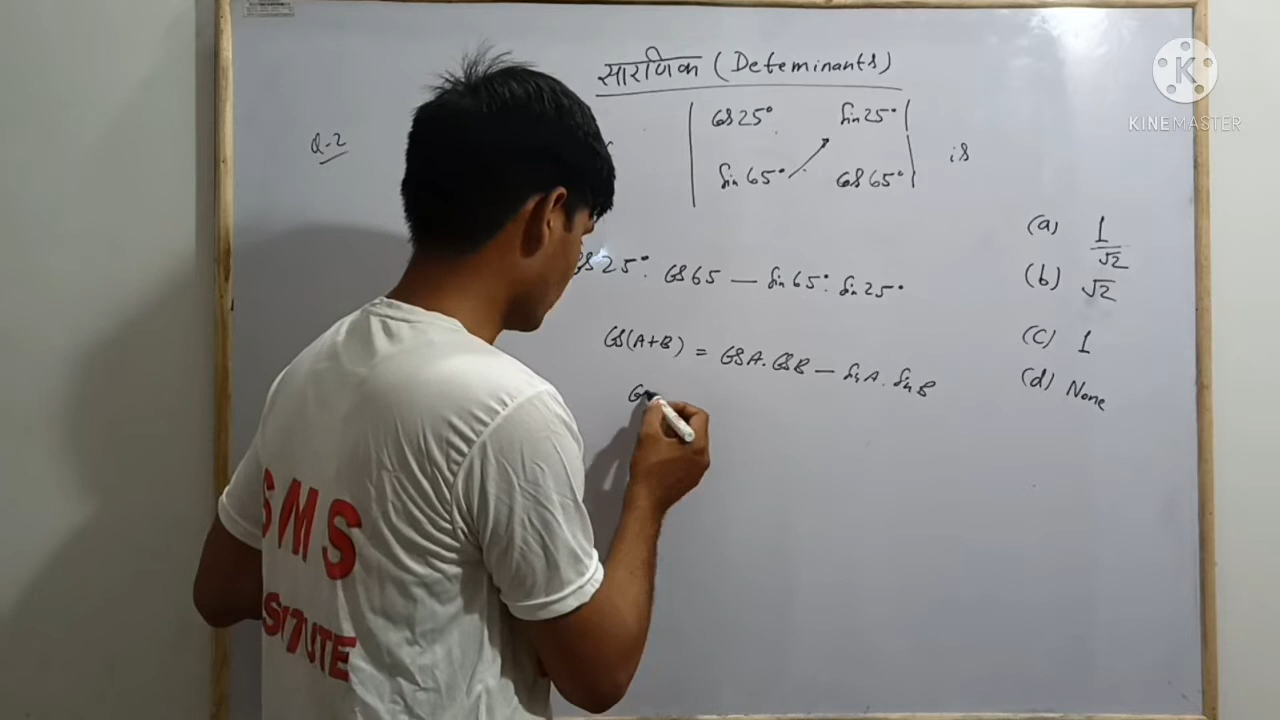 सारणिक (Deteminants)
Q-2
cos25° sin25°
sin65° cos65° is
cos25°. cos65 — sin65°. sin25°
cos(A+B) = cosA. cosB — sinA. sinB
(a) 1/√2
(b) √2
(c) 1
(d) None
K
KINEMASTER
SMS